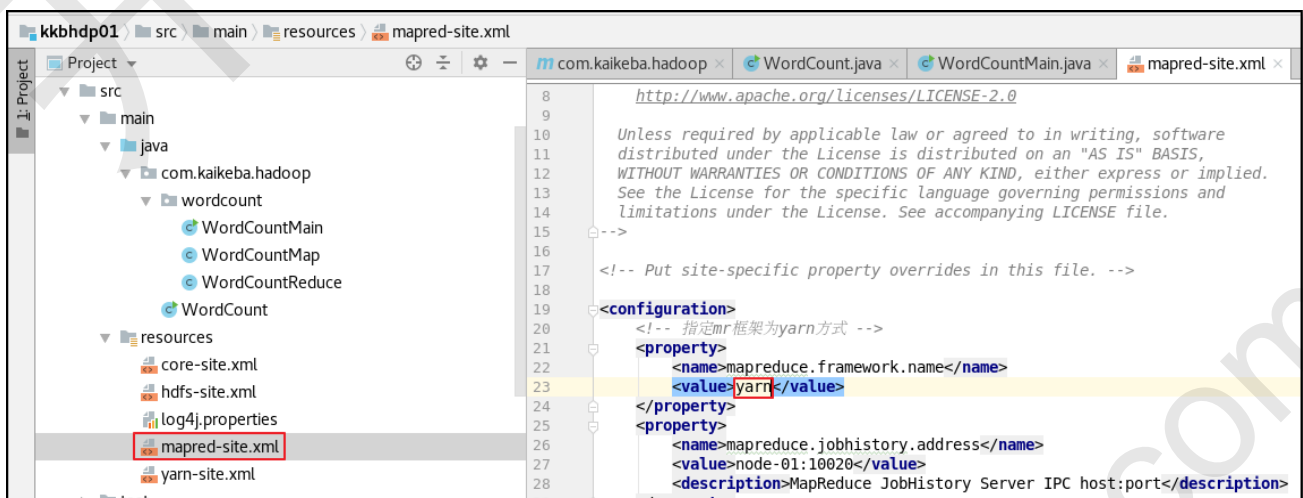 kkbhdp01 src main resources mapred-site.xml
1: Project
Project
src
main
java
com.kaikeba.hadoop
wordcount
WordCountMain
WordCountMap
WordCountReduce
WordCount
resources
core-site.xml
hdfs-site.xml
log4j.properties
mapred-site.xml
yarn-site.xml
com.kaikeba.hadoop × WordCount.java × WordCountMain.java × mapred-site.xml ×
8 http://www.apache.org/licenses/LICENSE-2.0
9
10 Unless required by applicable law or agreed to in writing, software
11 distributed under the License is distributed on an "AS IS" BASIS,
12 WITHOUT WARRANTIES OR CONDITIONS OF ANY KIND, either express or implied.
13 See the License for the specific language governing permissions and
14 limitations under the License. See accompanying LICENSE file.
15 -->
16
17 <!-- Put site-specific property overrides in this file. -->
18
19 <configuration>
20 <!-- 指定mr框架为yarn方式 -->
21 <property>
22 <name>mapreduce.framework.name</name>
23 <value>yarn</value>
24 </property>
25 <property>
26 <name>mapreduce.jobhistory.address</name>
27 <value>node-01:10020</value>
28 <description>MapReduce JobHistory Server IPC host:port</description>